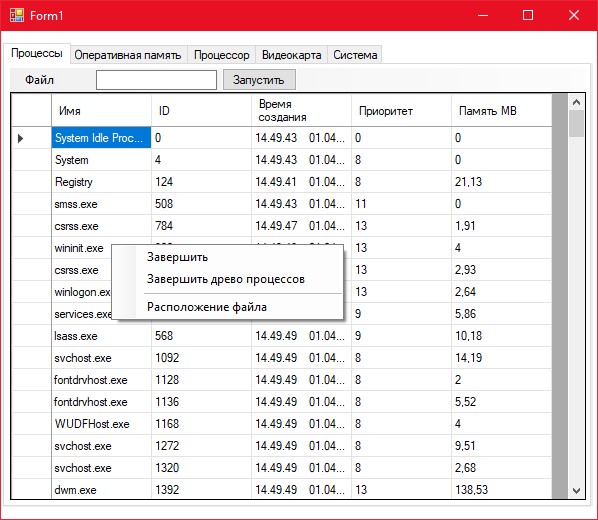 Form1
Процессы Оперативная память Процессор Видеокарта Система
Файл Запустить
Имя ID Время создания Приоритет Память MB
System Idle Proc... 0 14.49.43 01.04... 0 0
System 4 14.49.43 01.04... 8 0
Registry 124 14.49.41 01.04... 8 21,13
smss.exe 508 14.49.43 01.04... 11 0
csrss.exe 784 14.49.47 01.04... 13 1,91
wininit.exe 13 4
Завершить
csrss.exe 13 2,93
Завершить древо процессов
winlogon.exe 13 2,64
Расположение файла
services.exe 9 5,86
lsass.exe 568 14.49.49 01.04... 9 10,18
svchost.exe 1092 14.49.49 01.04... 8 14,19
fontdrvhost.exe 1128 14.49.49 01.04... 8 2
fontdrvhost.exe 1136 14.49.49 01.04... 8 5,52
WUDFHost.exe 1168 14.49.49 01.04... 8 4
svchost.exe 1272 14.49.49 01.04... 8 9,51
svchost.exe 1320 14.49.49 01.04... 8 2,68
dwm.exe 1392 14.49.49 01.04... 13 138,53